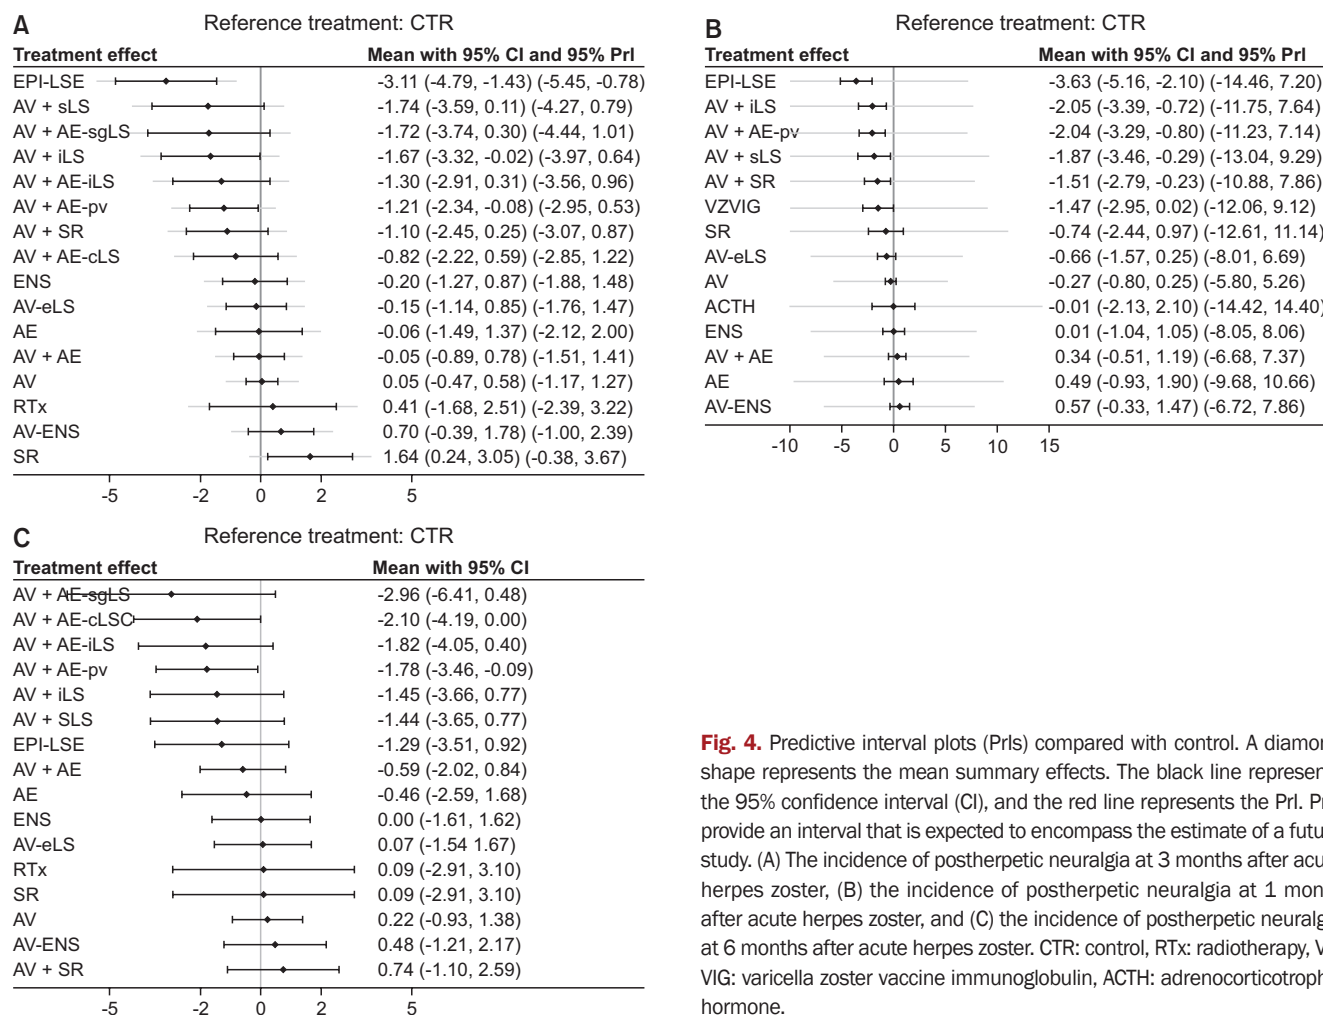 A
Reference treatment: CTR
Treatment effect Mean with 95% CI and 95% PrI
EPI-LSE -3.11 (-4.79, -1.43) (-5.45, -0.78)
AV + sLS -1.74 (-3.59, 0.11) (-4.27, 0.79)
AV + AE-sgLS -1.72 (-3.74, 0.30) (-4.44, 1.01)
AV + iLS -1.67 (-3.32, -0.02) (-3.97, 0.64)
AV + AE-iLS -1.30 (-2.91, 0.31) (-3.56, 0.96)
AV + AE-pv -1.21 (-2.34, -0.08) (-2.95, 0.53)
AV + SR -1.10 (-2.45, 0.25) (-3.07, 0.87)
AV + AE-cLS -0.82 (-2.22, 0.59) (-2.85, 1.22)
ENS -0.20 (-1.27, 0.87) (-1.88, 1.48)
AV-eLS -0.15 (-1.14, 0.85) (-1.76, 1.47)
AE -0.06 (-1.49, 1.37) (-2.12, 2.00)
AV + AE -0.05 (-0.89, 0.78) (-1.51, 1.41)
AV 0.05 (-0.47, 0.58) (-1.17, 1.27)
RTx 0.41 (-1.68, 2.51) (-2.39, 3.22)
AV-ENS 0.70 (-0.39, 1.78) (-1.00, 2.39)
SR 1.64 (0.24, 3.05) (-0.38, 3.67)
-5 -2 0 2 5
B
Reference treatment: CTR
Treatment effect Mean with 95% CI and 95% PrI
EPI-LSE -3.63 (-5.16, -2.10) (-14.46, 7.20)
AV + iLS -2.05 (-3.39, -0.72) (-11.75, 7.64)
AV + AE-pv -2.04 (-3.29, -0.80) (-11.23, 7.14)
AV + sLS -1.87 (-3.46, -0.29) (-13.04, 9.29)
AV + SR -1.51 (-2.79, -0.23) (-10.88, 7.86)
VZVIG -1.47 (-2.95, 0.02) (-12.06, 9.12)
SR -0.74 (-2.44, 0.97) (-12.61, 11.14)
AV-eLS -0.66 (-1.57, 0.25) (-8.01, 6.69)
AV -0.27 (-0.80, 0.25) (-5.80, 5.26)
ACTH -0.01 (-2.13, 2.10) (-14.42, 14.40)
ENS 0.01 (-1.04, 1.05) (-8.05, 8.06)
AV + AE 0.34 (-0.51, 1.19) (-6.68, 7.37)
AE 0.49 (-0.93, 1.90) (-9.68, 10.66)
AV-ENS 0.57 (-0.33, 1.47) (-6.72, 7.86)
-10 -5 0 5 10 15
C
Reference treatment: CTR
Treatment effect Mean with 95% CI
AV + AE-sgLS -2.96 (-6.41, 0.48)
AV + AE-cLSC -2.10 (-4.19, 0.00)
AV + AE-iLS -1.82 (-4.05, 0.40)
AV + AE-pv -1.78 (-3.46, -0.09)
AV + iLS -1.45 (-3.66, 0.77)
AV + SLS -1.44 (-3.65, 0.77)
EPI-LSE -1.29 (-3.51, 0.92)
AV + AE -0.59 (-2.02, 0.84)
AE -0.46 (-2.59, 1.68)
ENS 0.00 (-1.61, 1.62)
AV-eLS 0.07 (-1.54 1.67)
RTx 0.09 (-2.91, 3.10)
SR 0.09 (-2.91, 3.10)
AV 0.22 (-0.93, 1.38)
AV-ENS 0.48 (-1.21, 2.17)
AV + SR 0.74 (-1.10, 2.59)
-5 -2 0 2 5
Fig. 4. Predictive interval plots (PrIs) compared with control. A diamon
shape represents the mean summary effects. The black line represen
the 95% confidence interval (CI), and the red line represents the PrI. Pr
provide an interval that is expected to encompass the estimate of a futur
study. (A) The incidence of postherpetic neuralgia at 3 months after acu
herpes zoster, (B) the incidence of postherpetic neuralgia at 1 mon
after acute herpes zoster, and (C) the incidence of postherpetic neuralg
at 6 months after acute herpes zoster. CTR: control, RTx: radiotherapy, V
VIG: varicella zoster vaccine immunoglobulin, ACTH: adrenocorticotroph
hormone.